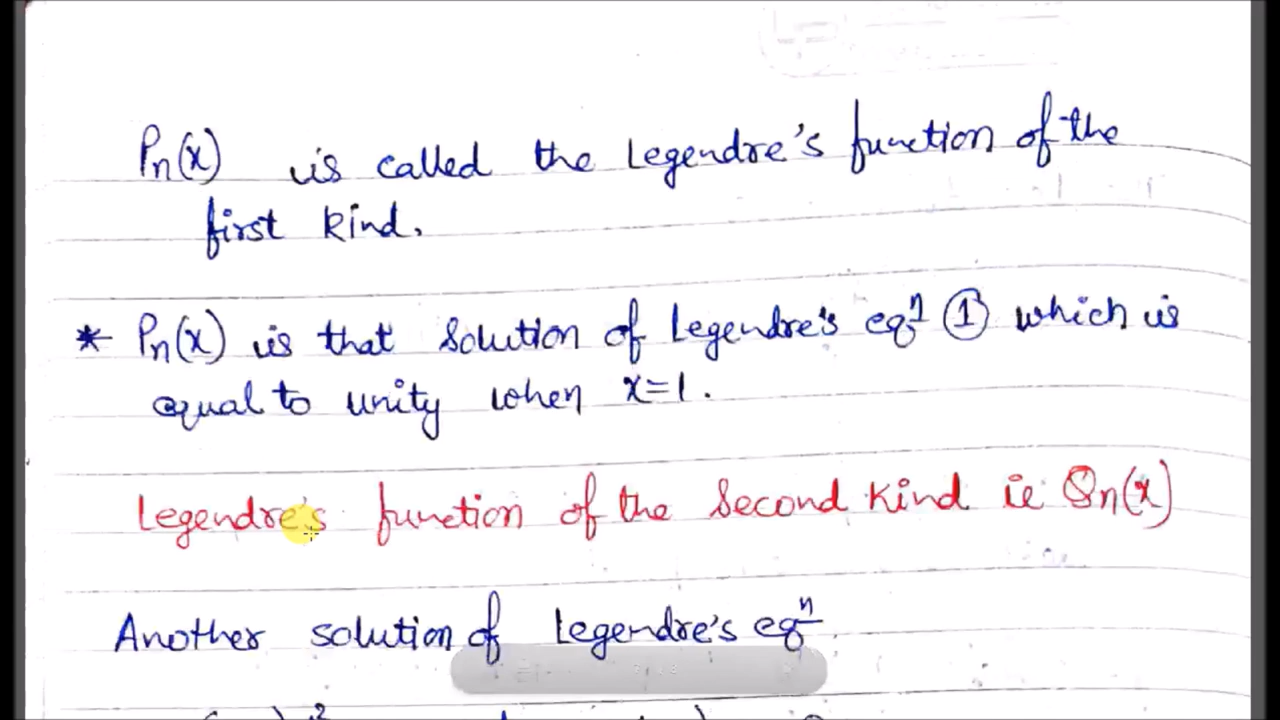 Pn(x) is called the Legendre's function of the
first kind.
* Pn(x) is that solution of Legendre's eqⁿ ① which is
equal to unity when x=1.
Legendre's function of the second kind ie Qn(x)
Another solution of Legendre's eqⁿ